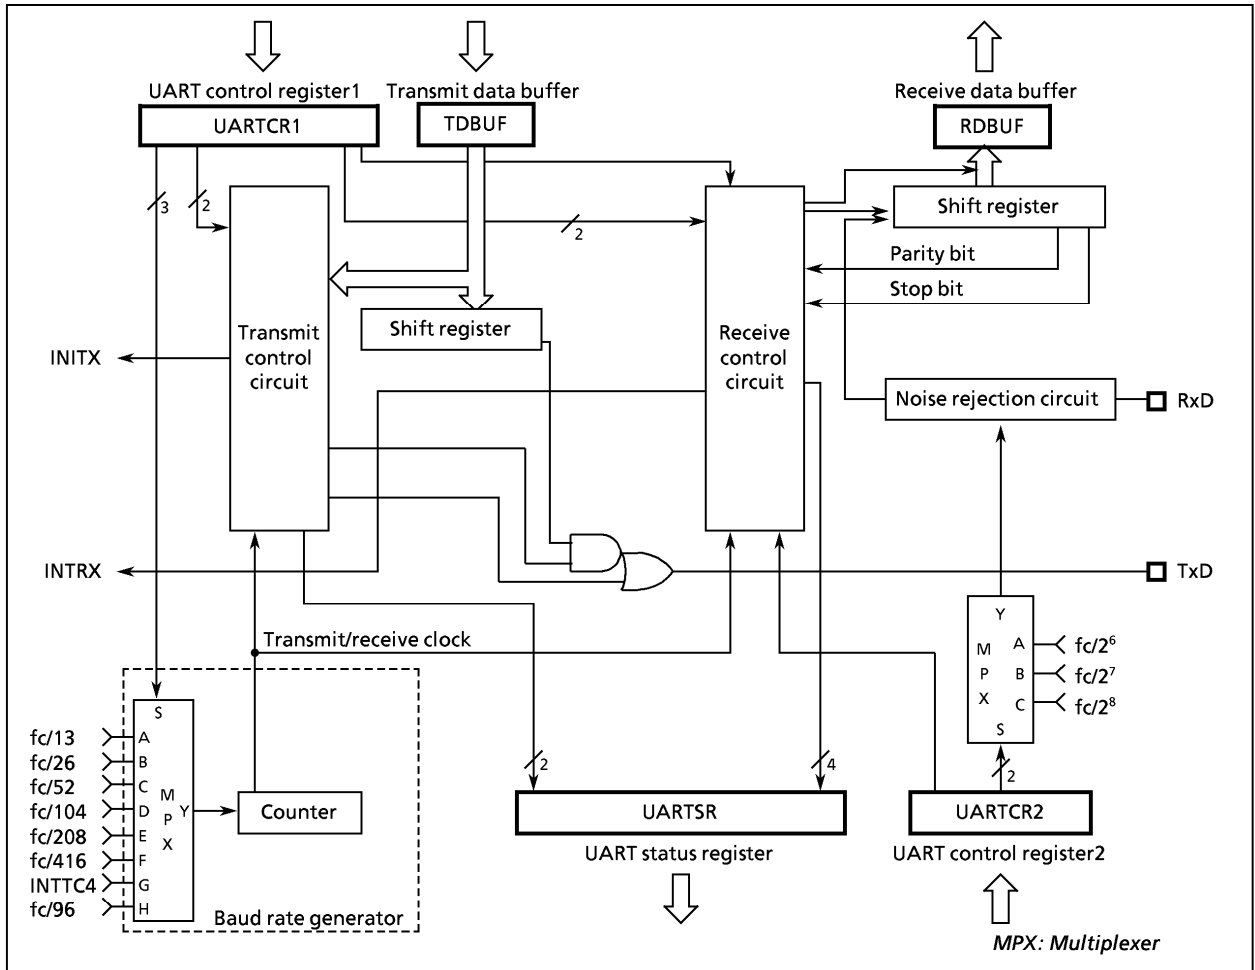 UART control register1
Transmit data buffer
Receive data buffer
UARTCR1
TDBUF
RDBUF
3
2
2
Shift register
Parity bit
Stop bit
Shift register
Transmit
control
circuit
Receive
control
circuit
INITX
Noise rejection circuit
RxD
INTRX
TxD
Transmit/receive clock
Y
M
P
X
A
B
C
S
fc/2⁶
fc/2⁷
fc/2⁸
2
4
2
S
fc/13
fc/26
fc/52
fc/104
fc/208
fc/416
INTTC4
fc/96
A
B
C
D
E
F
G
H
M
P
X
Y
Counter
Baud rate generator
UARTSR
UART status register
UARTCR2
UART control register2
MPX: Multiplexer